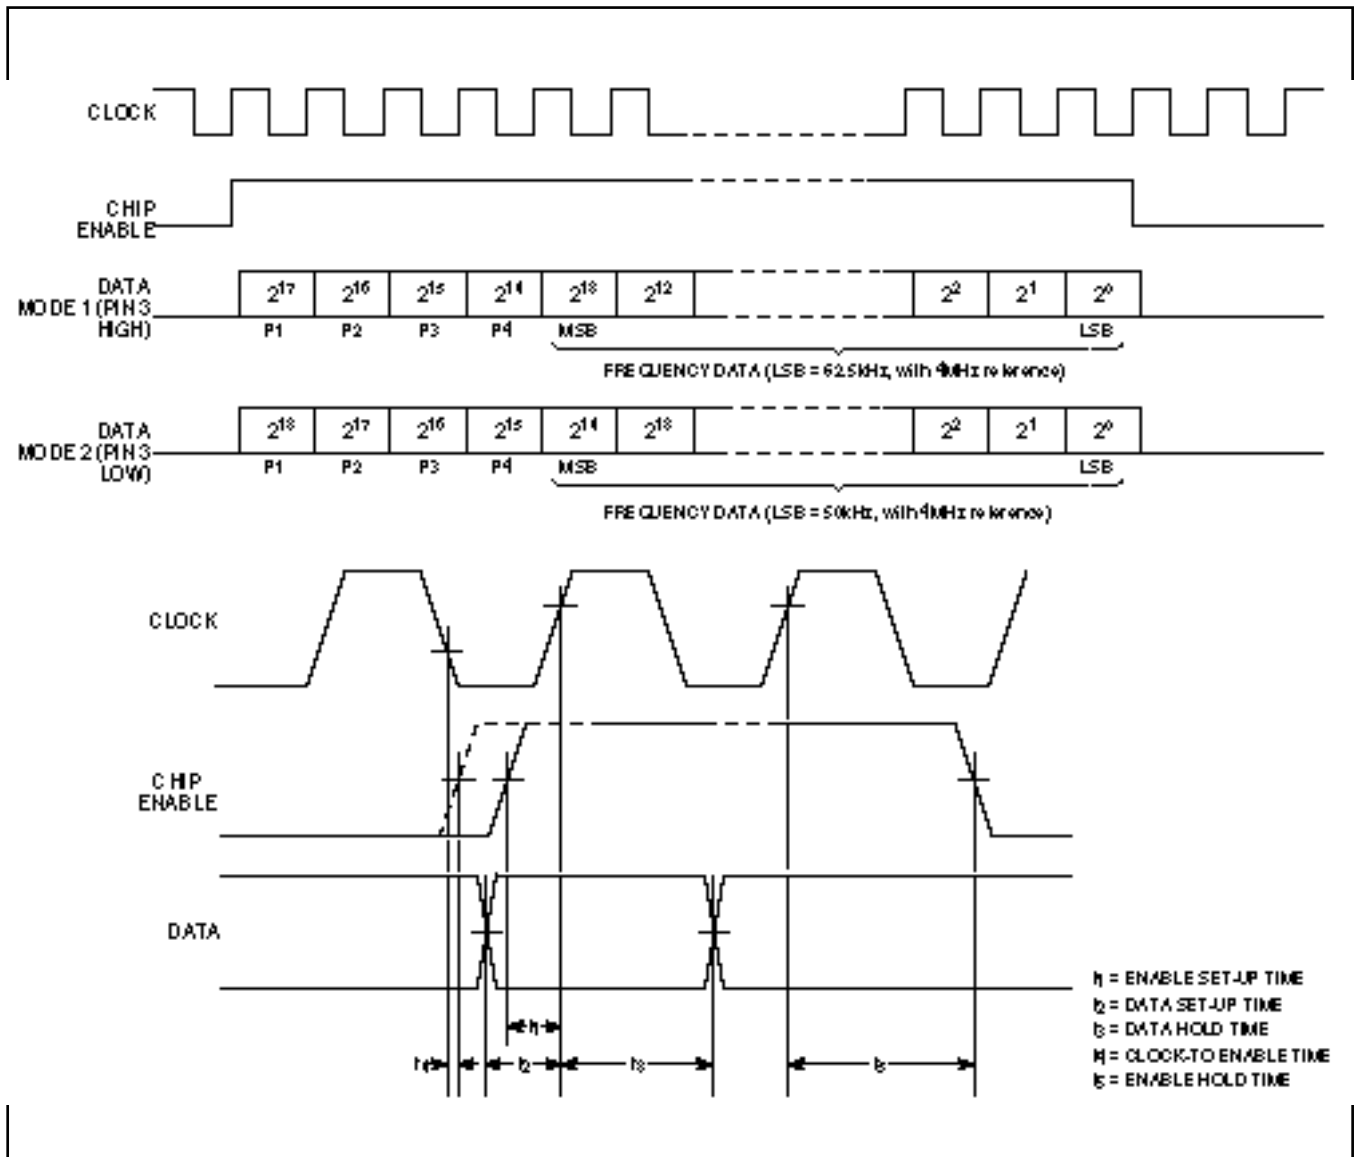 CLOCK
CHIP
ENABLE
DATA
MODE 1 (PIN 3
HIGH)
2¹⁷ 2¹⁶ 2¹⁵ 2¹⁴ 2¹³ 2¹² 2² 2¹ 2⁰
P1 P2 P3 P4 MSB LSB
FREQUENCY DATA (LSB = 62.5kHz, with 4MHz reference)
DATA
MODE 2 (PIN 3
LOW)
2¹⁸ 2¹⁷ 2¹⁶ 2¹⁵ 2¹⁴ 2¹³ 2² 2¹ 2⁰
P1 P2 P3 P4 MSB LSB
FREQUENCY DATA (LSB = 50kHz, with 4MHz reference)
CLOCK
CHIP
ENABLE
DATA
t₁
t₄ t₂ t₃ t₅
t₁ = ENABLE SET-UP TIME
t₂ = DATA SET-UP TIME
t₃ = DATA HOLD TIME
t₄ = CLOCK-TO ENABLE TIME
t₅ = ENABLE HOLD TIME